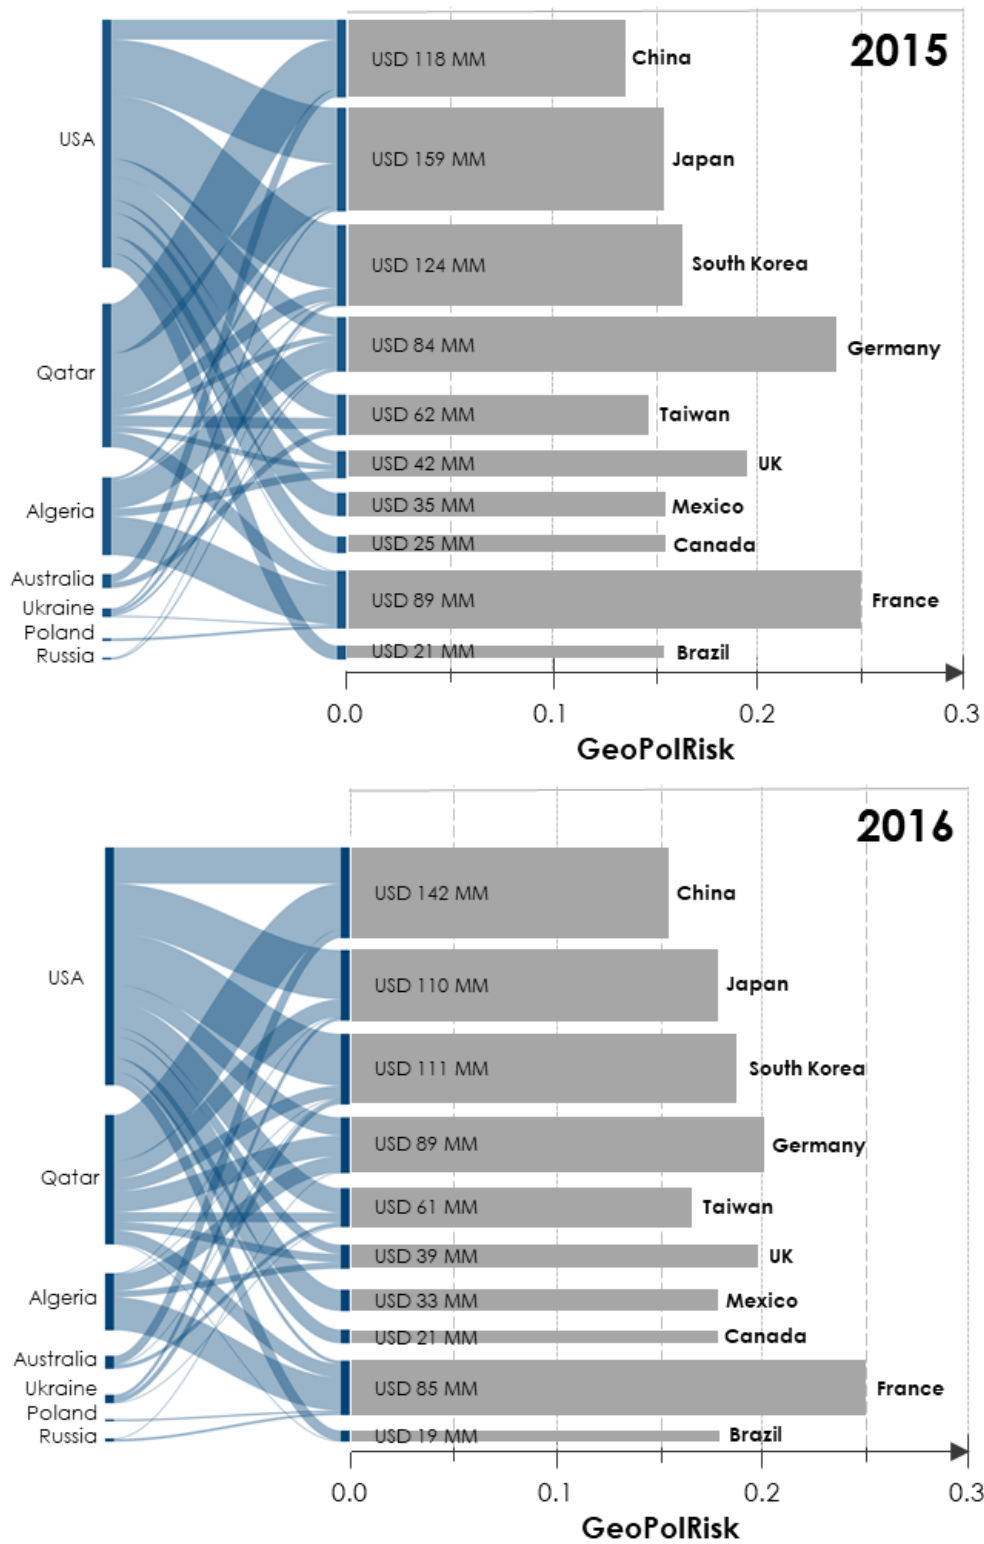 2015
USA
Qatar
Algeria
Australia
Ukraine
Poland
Russia
USD 118 MM China
USD 159 MM Japan
USD 124 MM South Korea
USD 84 MM Germany
USD 62 MM Taiwan
USD 42 MM UK
USD 35 MM Mexico
USD 25 MM Canada
USD 89 MM France
USD 21 MM Brazil
0.0 0.1 0.2 0.3
GeoPolRisk
2016
USA
Qatar
Algeria
Australia
Ukraine
Poland
Russia
USD 142 MM China
USD 110 MM Japan
USD 111 MM South Korea
USD 89 MM Germany
USD 61 MM Taiwan
USD 39 MM UK
USD 33 MM Mexico
USD 21 MM Canada
USD 85 MM France
USD 19 MM Brazil
0.0 0.1 0.2 0.3
GeoPolRisk